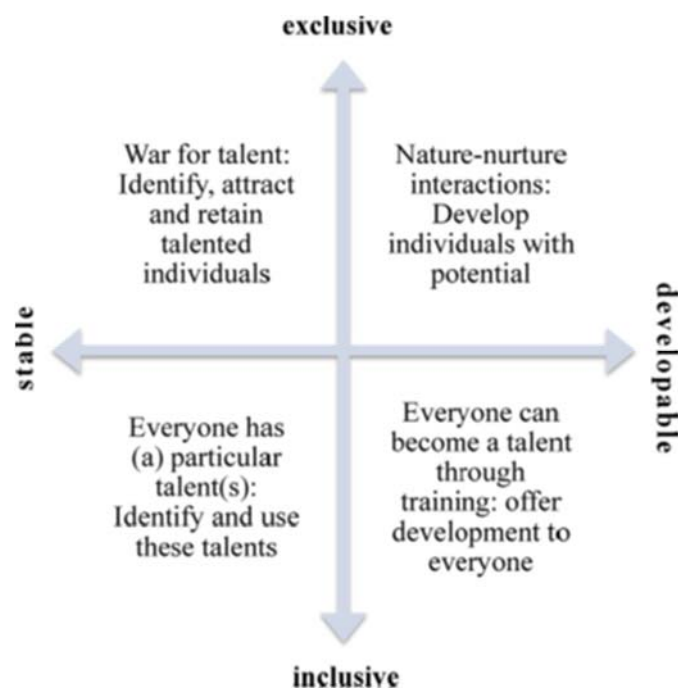 exclusive
War for talent:
Identify, attract
and retain
talented
individuals
Nature-nurture
interactions:
Develop
individuals with
potential
stable
developable
Everyone has
(a) particular
talent(s):
Identify and use
these talents
Everyone can
become a talent
through
training: offer
development to
everyone
inclusive